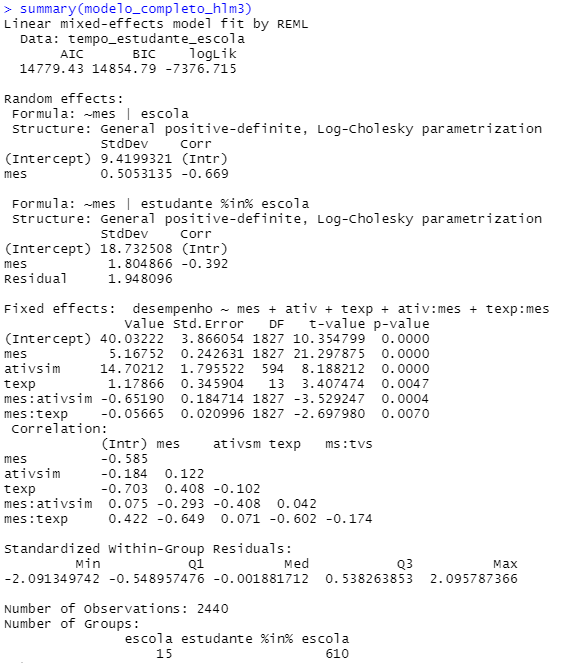 > summary(modelo_completo_hlm3)
Linear mixed-effects model fit by REML
  Data: tempo_estudante_escola
       AIC      BIC    logLik
  14779.43 14854.79 -7376.715

Random effects:
 Formula: ~mes | escola
 Structure: General positive-definite, Log-Cholesky parametrization
            StdDev    Corr
(Intercept) 9.4199321 (Intr)
mes         0.5053135 -0.669

 Formula: ~mes | estudante %in% escola
 Structure: General positive-definite, Log-Cholesky parametrization
            StdDev    Corr
(Intercept) 18.732508 (Intr)
mes          1.804866 -0.392
Residual     1.948096

Fixed effects:  desempenho ~ mes + ativ + texp + ativ:mes + texp:mes
               Value Std.Error   DF   t-value p-value
(Intercept) 40.03222  3.866054 1827 10.354799  0.0000
mes          5.16752  0.242631 1827 21.297875  0.0000
ativsim     14.70212  1.795522  594  8.188212  0.0000
texp         1.17866  0.345904   13  3.407474  0.0047
mes:ativsim -0.65190  0.184714 1827 -3.529247  0.0004
mes:texp    -0.05665  0.020996 1827 -2.697980  0.0070
 Correlation:
            (Intr) mes    ativsm texp   ms:tvs
mes         -0.585
ativsim     -0.184  0.122
texp        -0.703  0.408 -0.102
mes:ativsim  0.075 -0.293 -0.408  0.042
mes:texp     0.422 -0.649  0.071 -0.602 -0.174

Standardized Within-Group Residuals:
         Min           Q1          Med           Q3          Max
-2.091349742 -0.548957476 -0.001881712  0.538263853  2.095787366

Number of Observations: 2440
Number of Groups:
               escola estudante %in% escola
                   15                   610